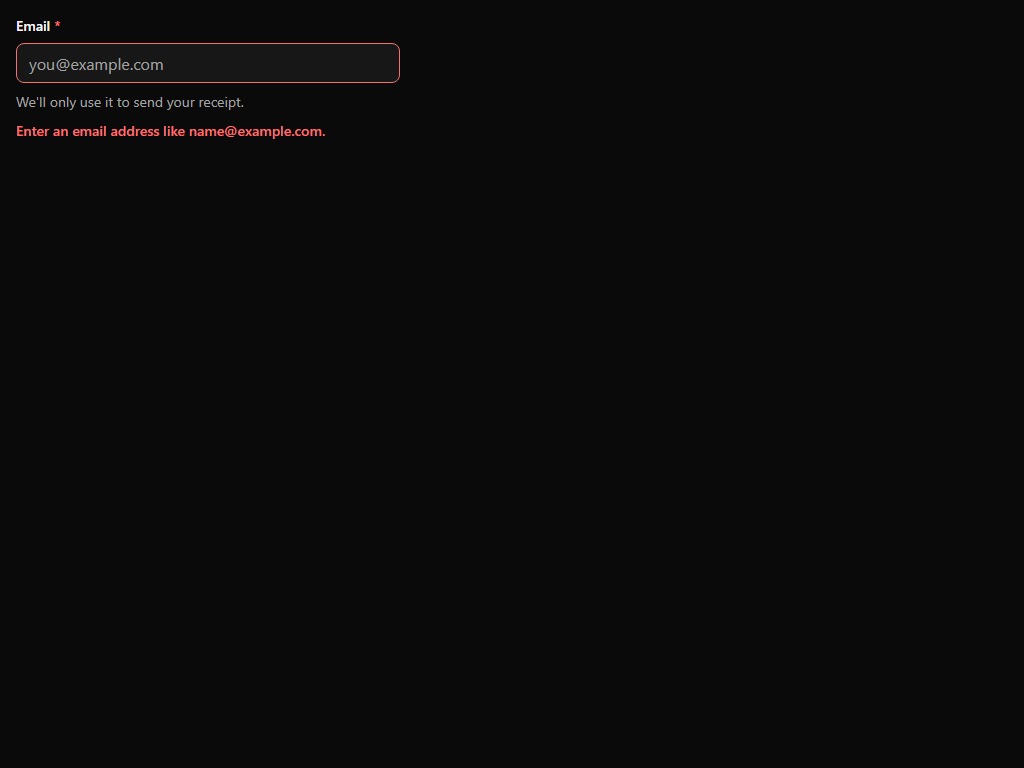 Email *
you@example.com
We'll only use it to send your receipt.
Enter an email address like name@example.com.